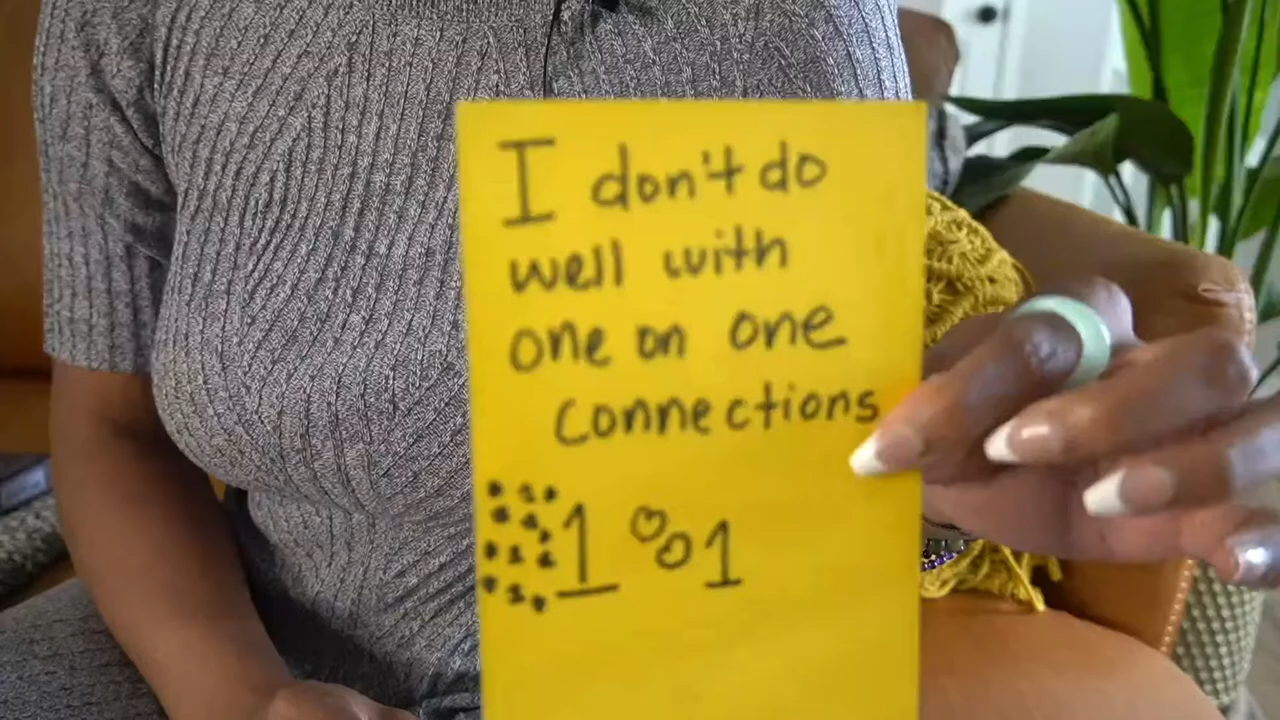 I don't do
well with
one on one
connections
1 1